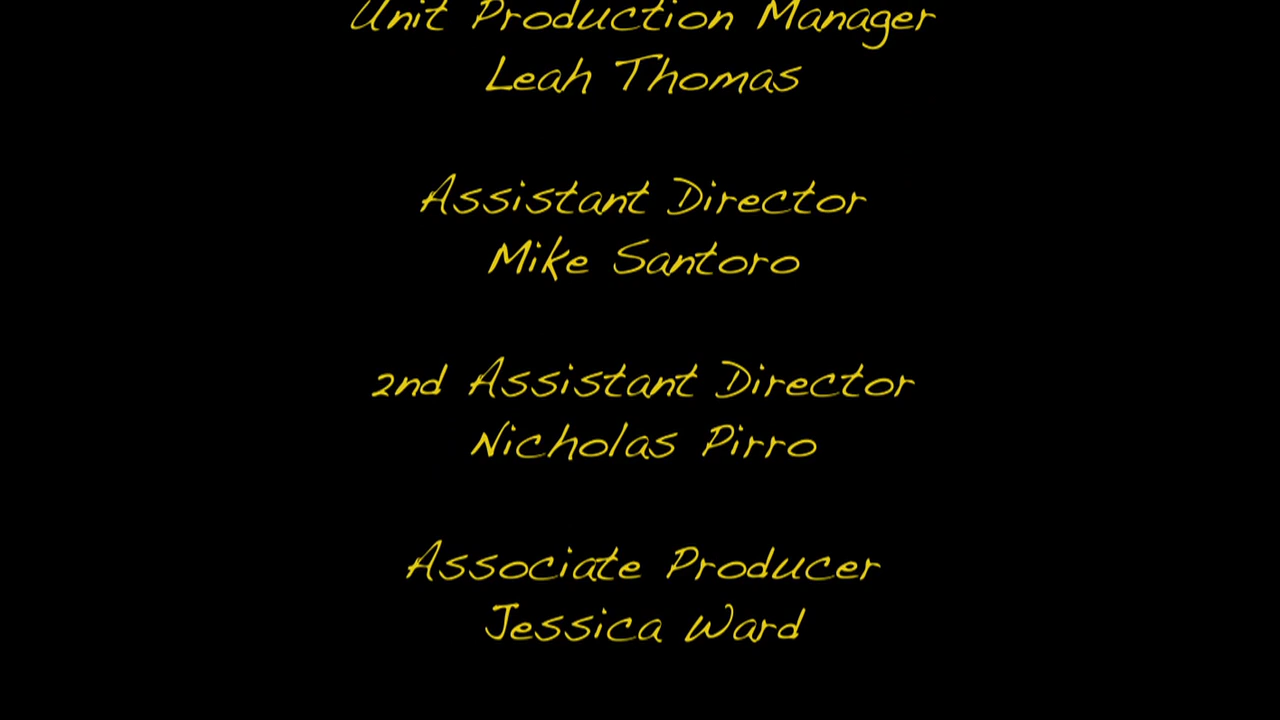 Unit Production Manager
Leah Thomas
Assistant Director
Mike Santoro
2nd Assistant Director
Nicholas Pirro
Associate Producer
Jessica Ward